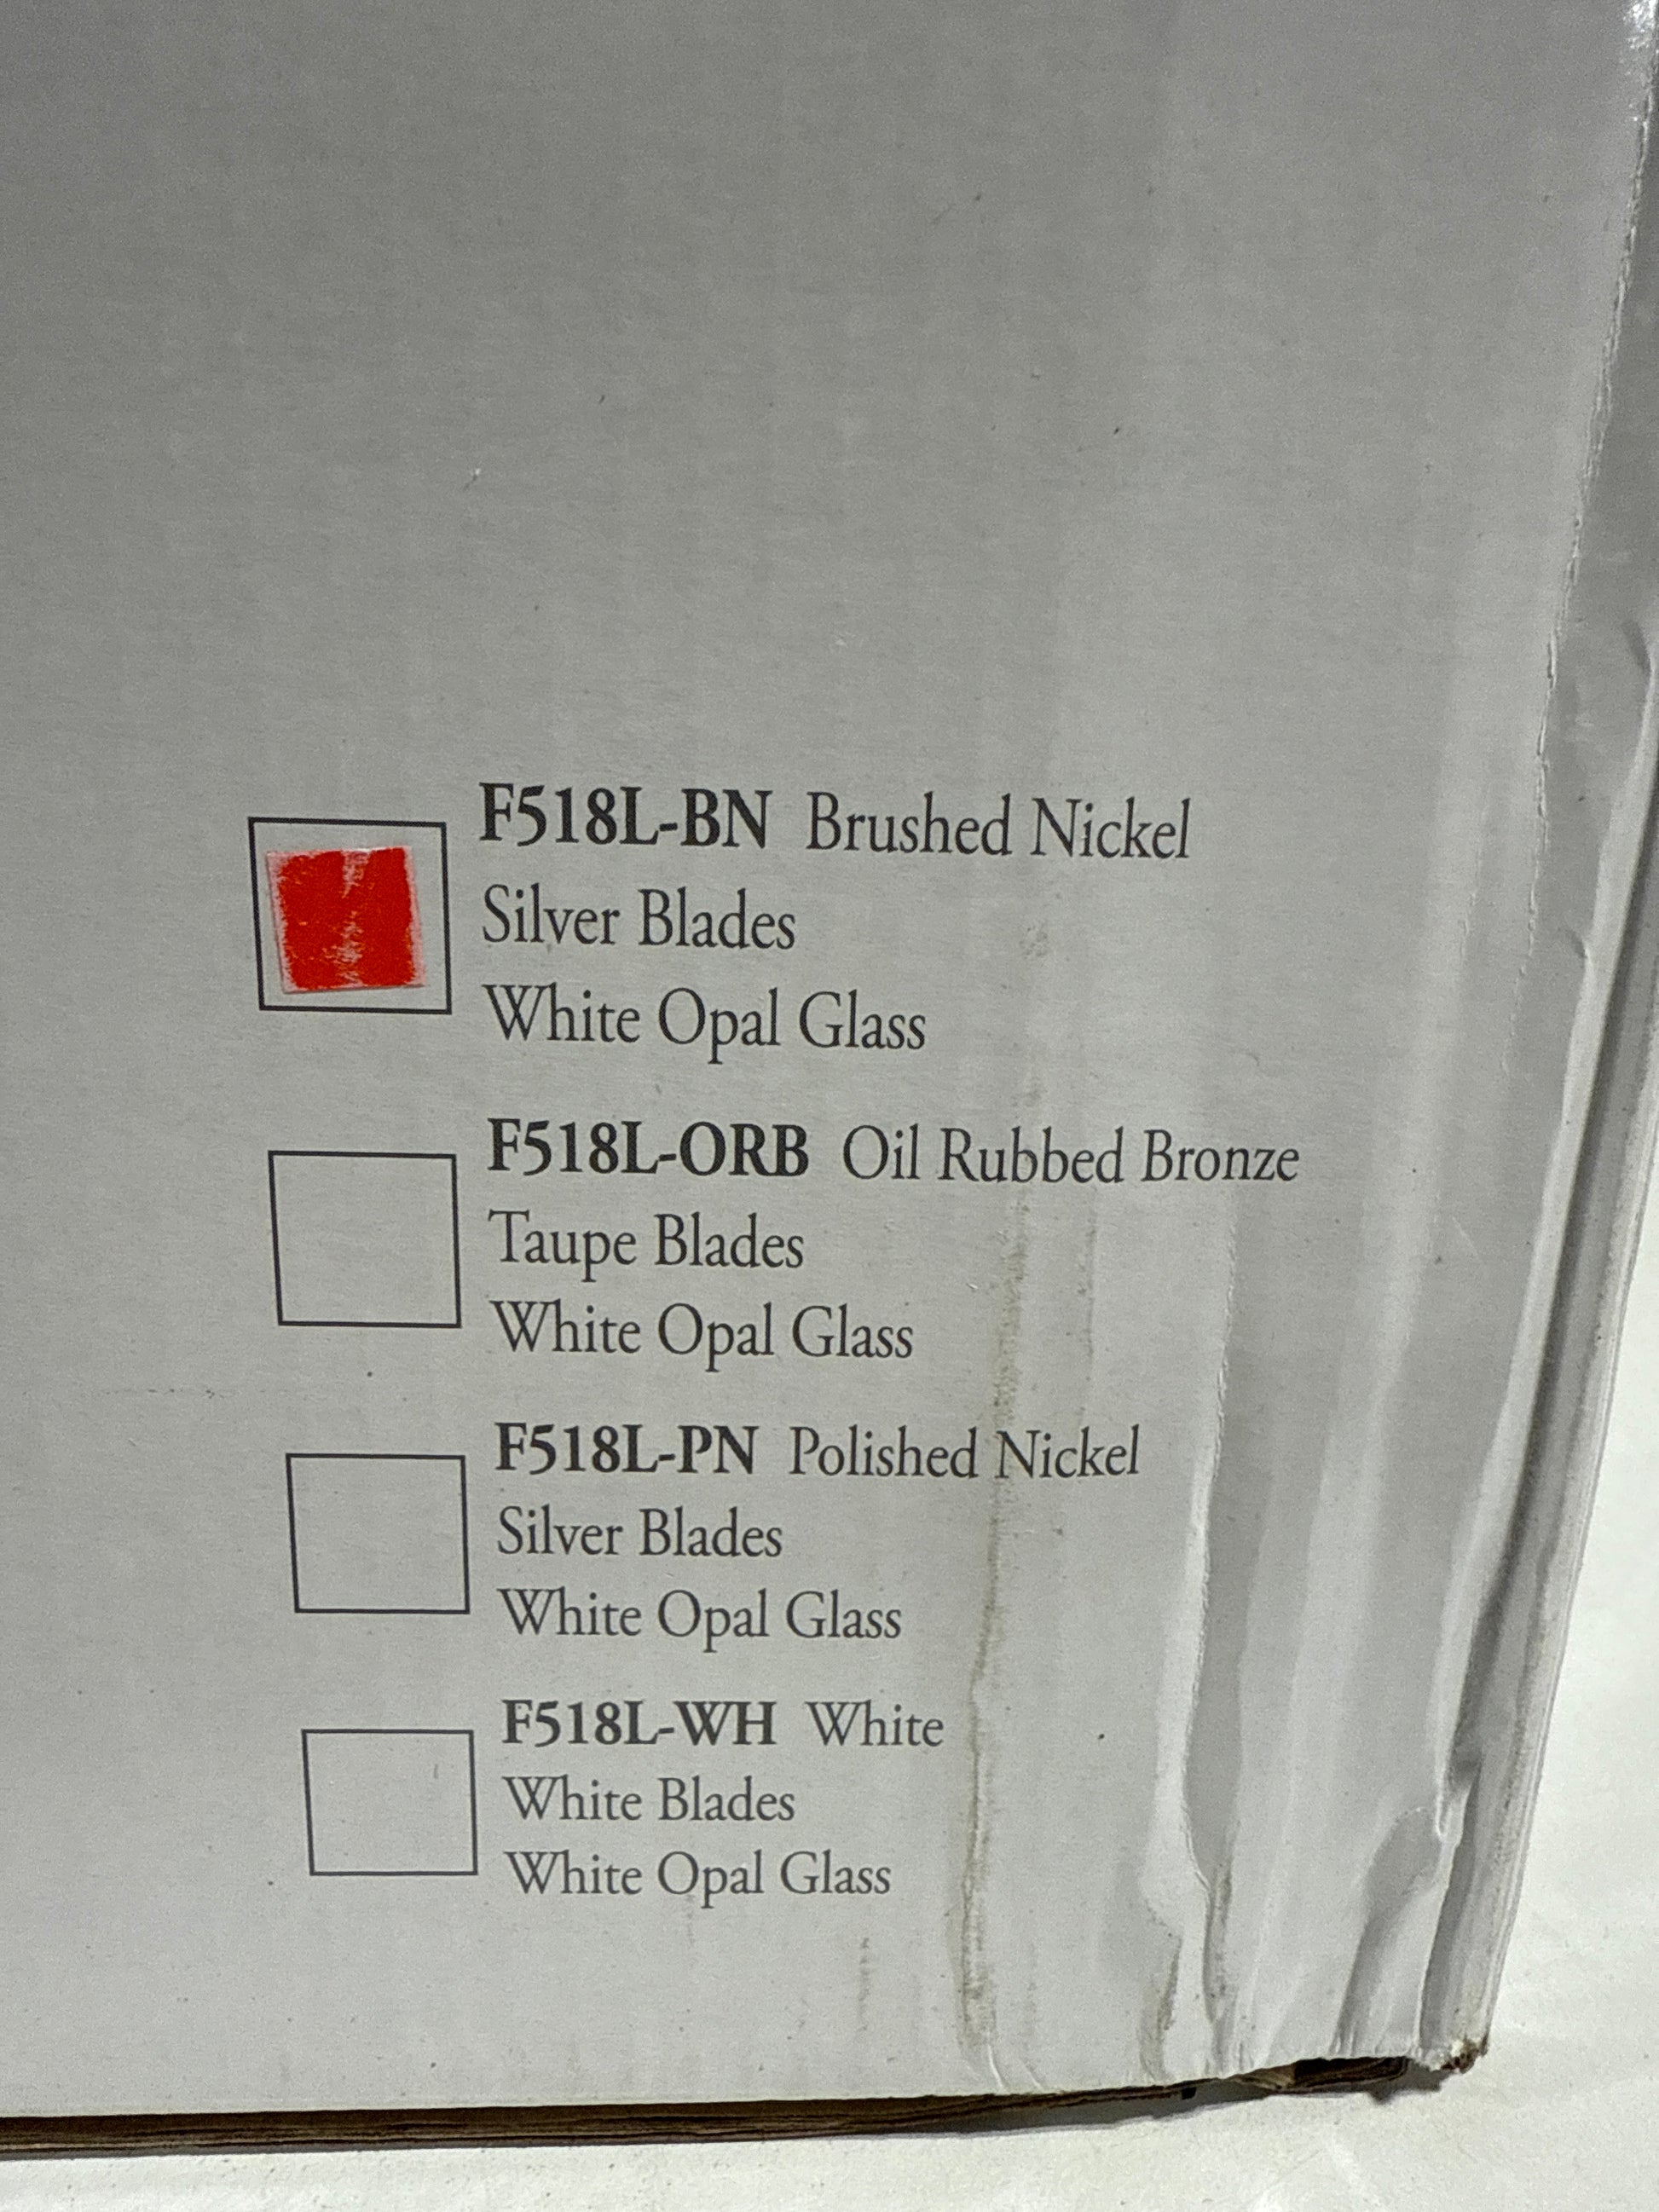 F518L-BN Brushed Nickel
Silver Blades
White Opal Glass
F518L-ORB Oil Rubbed Bronze
Taupe Blades
White Opal Glass
F518L-PN Polished Nickel
Silver Blades
White Opal Glass
F518L-WH White
White Blades
White Opal Glass